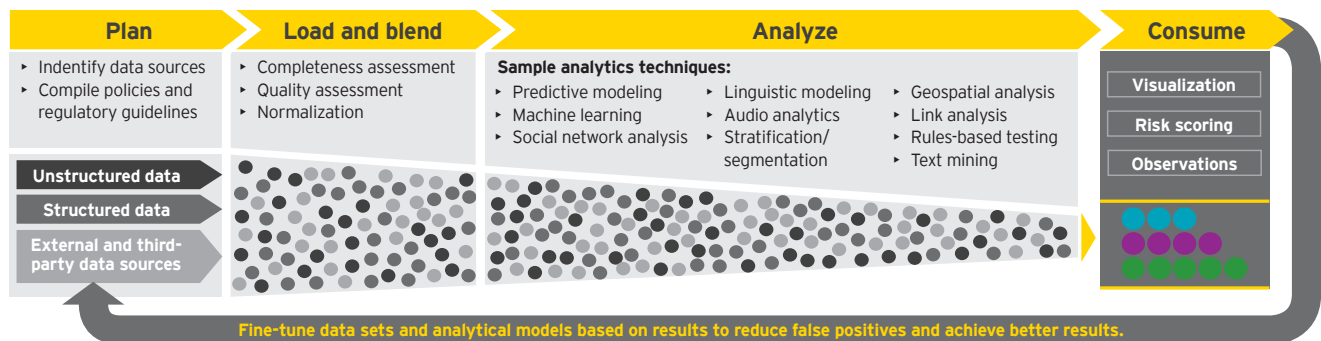 Plan
Load and blend
Analyze
Consume
‣ Indentify data sources
‣ Compile policies and
regulatory guidelines
‣ Completeness assessment
‣ Quality assessment
‣ Normalization
Sample analytics techniques:
‣ Predictive modeling
‣ Machine learning
‣ Social network analysis
‣ Linguistic modeling
‣ Audio analytics
‣ Stratification/
segmentation
‣ Geospatial analysis
‣ Link analysis
‣ Rules-based testing
‣ Text mining
Visualization
Risk scoring
Observations
Unstructured data
Structured data
External and third-
party data sources
Fine-tune data sets and analytical models based on results to reduce false positives and achieve better results.